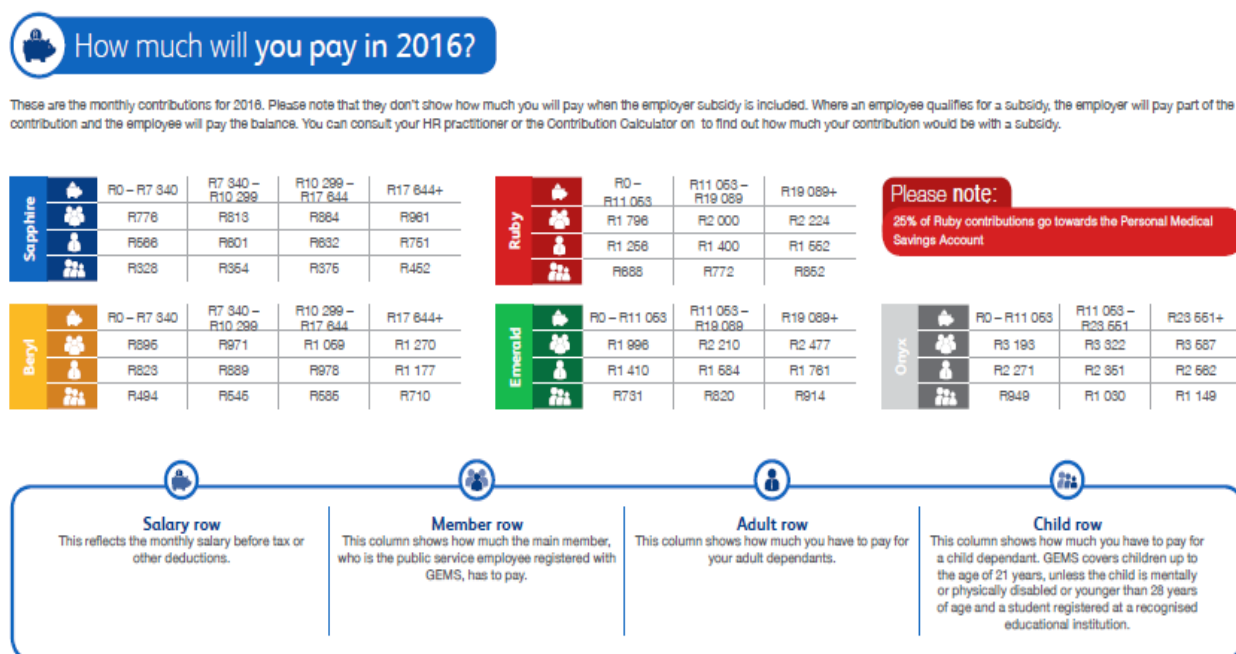 How much will you pay in 2016?
These are the monthly contributions for 2016. Please note that they don't show how much you will pay when the employer subsidy is included. Where an employee qualifies for a subsidy, the employer will pay part of the
contribution and the employee will pay the balance. You can consult your HR practitioner or the Contribution Calculator on to find out how much your contribution would be with a subsidy.
Sapphire
R0 – R7 340 R7 340 – R10 299 R10 299 – R17 644 R17 644+
R776 R813 R864 R961
R566 R601 R632 R751
R328 R354 R375 R452
Ruby
R0 – R11 053 R11 053 – R19 089 R19 089+
R1 796 R2 000 R2 224
R1 256 R1 400 R1 552
R688 R772 R852
Please note:
25% of Ruby contributions go towards the Personal Medical
Savings Account
Beryl
R0 – R7 340 R7 340 – R10 299 R10 299 – R17 644 R17 644+
R895 R971 R1 059 R1 270
R823 R889 R978 R1 177
R494 R545 R585 R710
Emerald
R0 – R11 053 R11 053 – R19 089 R19 089+
R1 996 R2 210 R2 477
R1 410 R1 584 R1 761
R731 R820 R914
Onyx
R0 – R11 053 R11 053 – R23 551 R23 551+
R3 193 R3 322 R3 587
R2 271 R2 351 R2 562
R949 R1 030 R1 149
Salary row
This reflects the monthly salary before tax or
other deductions.
Member row
This column shows how much the main member,
who is the public service employee registered with
GEMS, has to pay.
Adult row
This column shows how much you have to pay for
your adult dependants.
Child row
This column shows how much you have to pay for
a child dependant. GEMS covers children up to
the age of 21 years, unless the child is mentally
or physically disabled or younger than 28 years
of age and a student registered at a recognised
educational institution.